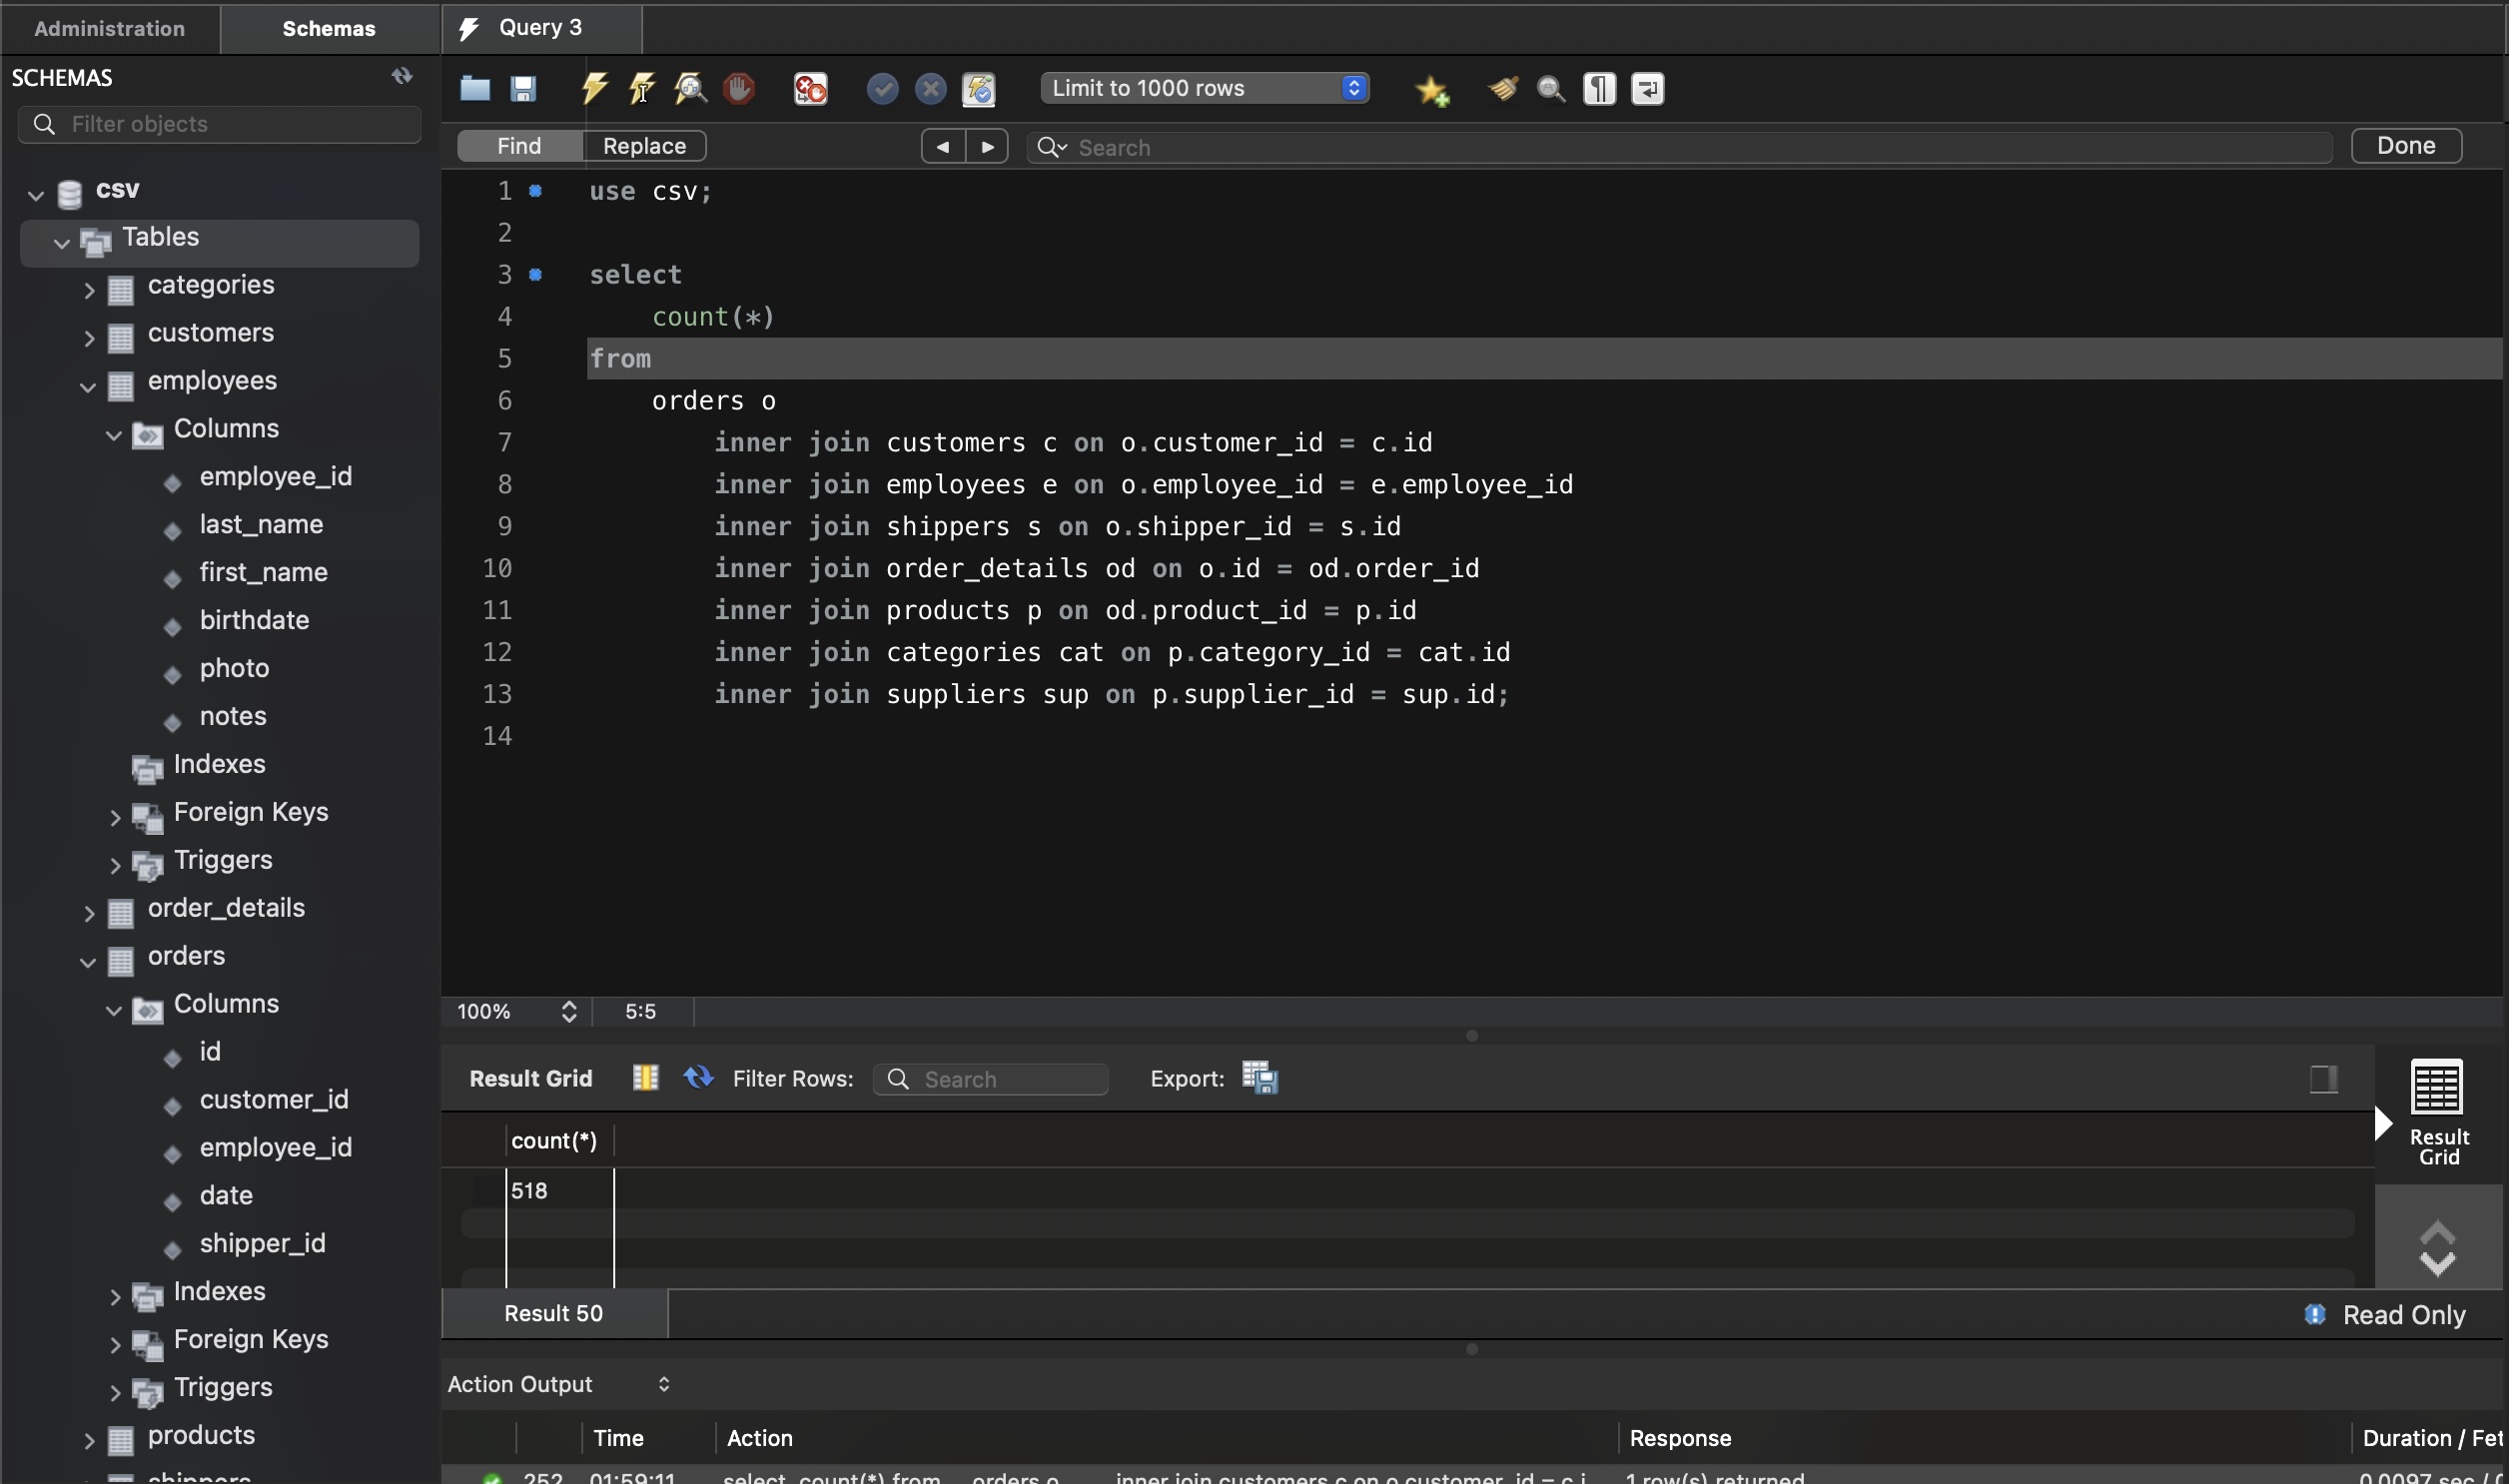 Administration
Schemas
Query 3
SCHEMAS
Filter objects
csv
Tables
categories
customers
employees
Columns
employee_id
last_name
first_name
birthdate
photo
notes
Indexes
Foreign Keys
Triggers
order_details
orders
Columns
id
customer_id
employee_id
date
shipper_id
Indexes
Foreign Keys
Triggers
products
shippers
Limit to 1000 rows
Find Replace Search Done
1 use csv;
2
3 select
4 count(*)
5 from
6 orders o
7 inner join customers c on o.customer_id = c.id
8 inner join employees e on o.employee_id = e.employee_id
9 inner join shippers s on o.shipper_id = s.id
10 inner join order_details od on o.id = od.order_id
11 inner join products p on od.product_id = p.id
12 inner join categories cat on p.category_id = cat.id
13 inner join suppliers sup on p.supplier_id = sup.id;
14
100% 5:5
Result Grid Filter Rows: Search Export:
count(*)
518
Result
Grid
Result 50
Read Only
Action Output
Time Action Response Duration / Fet
252 01:59:11 select count(*) from orders o inner join customers c on o.customer_id = c.i 1 row(s) returned 0.0097 sec /